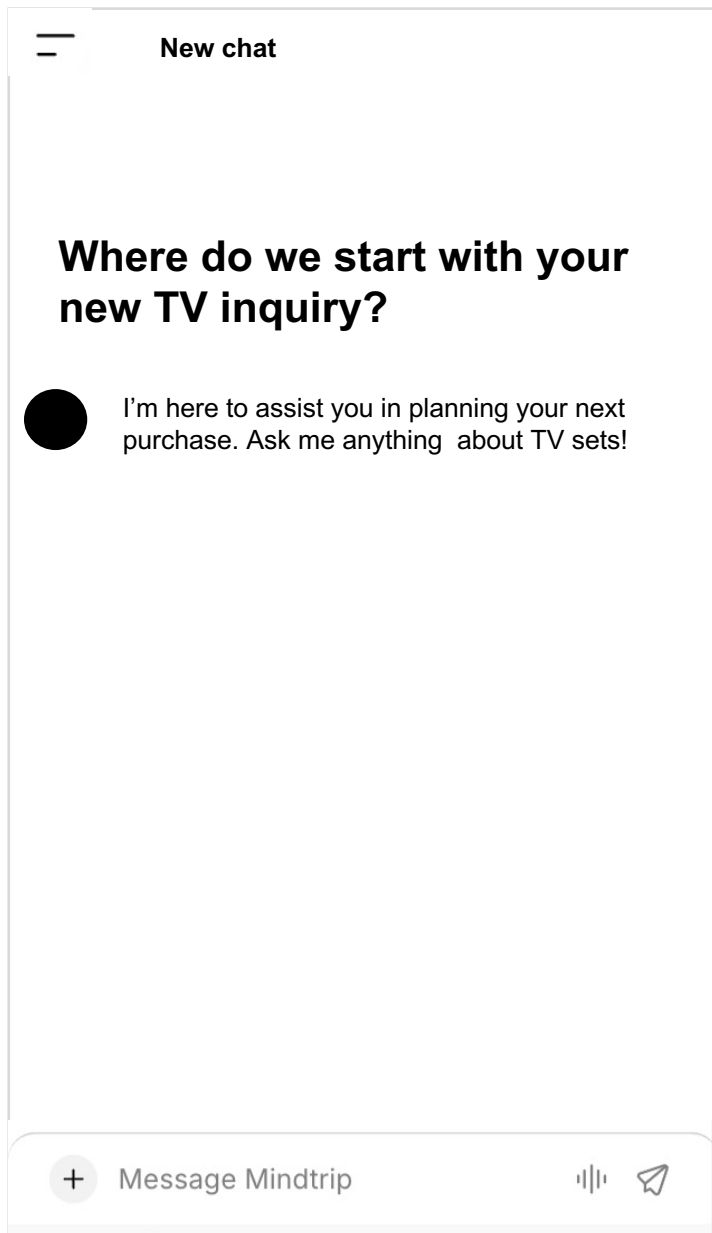 New chat
Where do we start with your
new TV inquiry?
I’m here to assist you in planning your next
purchase. Ask me anything  about TV sets!
Message Mindtrip